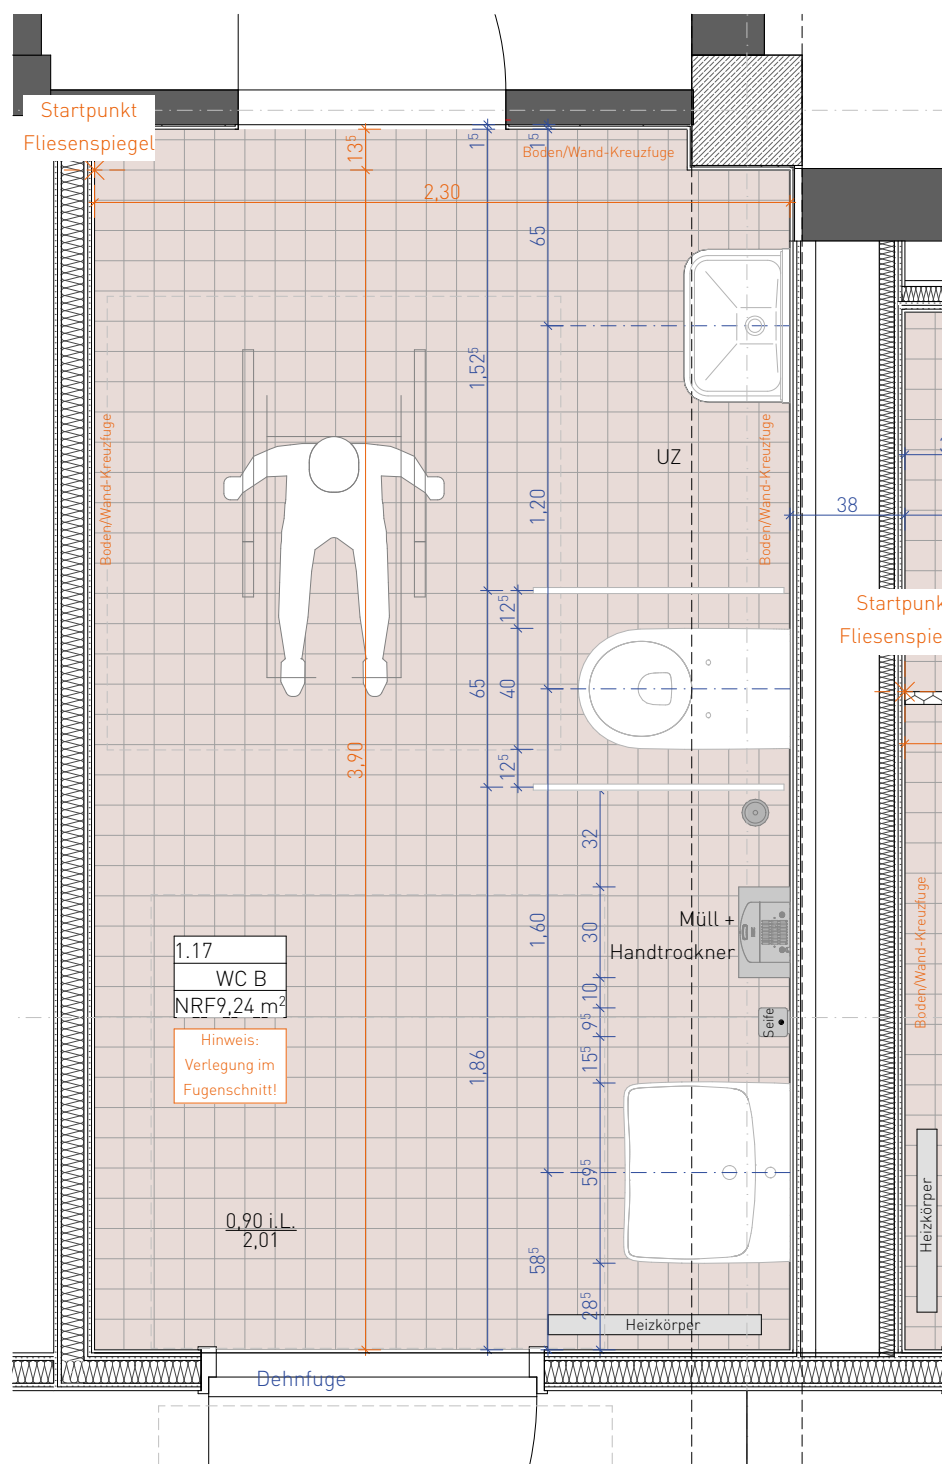 Startpunkt
Fliesenspiegel
13⁵
1⁵
1⁵
Boden/Wand-Kreuzfuge
2,30
65
1,52⁵
Boden/Wand-Kreuzfuge
Boden/Wand-Kreuzfuge
UZ
1,20
38
12⁵
Startpunk
Fliesenspie
65
40
3,90
12⁵
32
Müll +
Handtrockner
30
1,60
1.17
WC B
NRF9,24 m²
10
Seife
9⁵
Boden/Wand-Kreuzfuge
Hinweis:
Verlegung im
Fugenschnitt!
15⁵
1,86
59⁵
Heizkörper
0,90 i.L.
2,01
58⁵
28⁵
Heizkörper
Dehnfuge